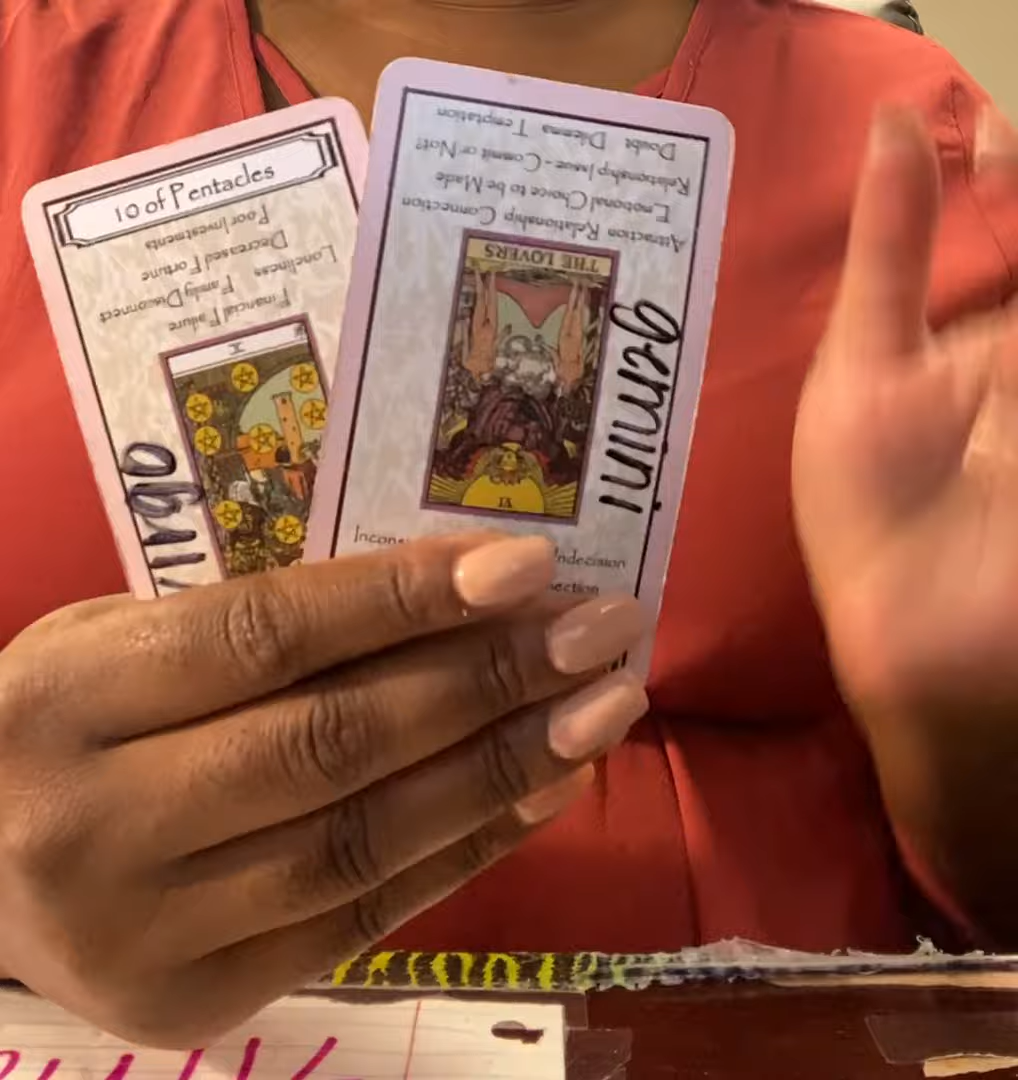 10 of Pentacles
Financial Failure
Loneliness Family Disconnect
Decreased Fortune
Poor Investments
X
virgo
VI
THE LOVERS
Attraction Relationship Connection
Emotional Choice to be Made
Relationship Issue - Commit or Not?
Doubt Dilemma Temptation
gemini
Indecision